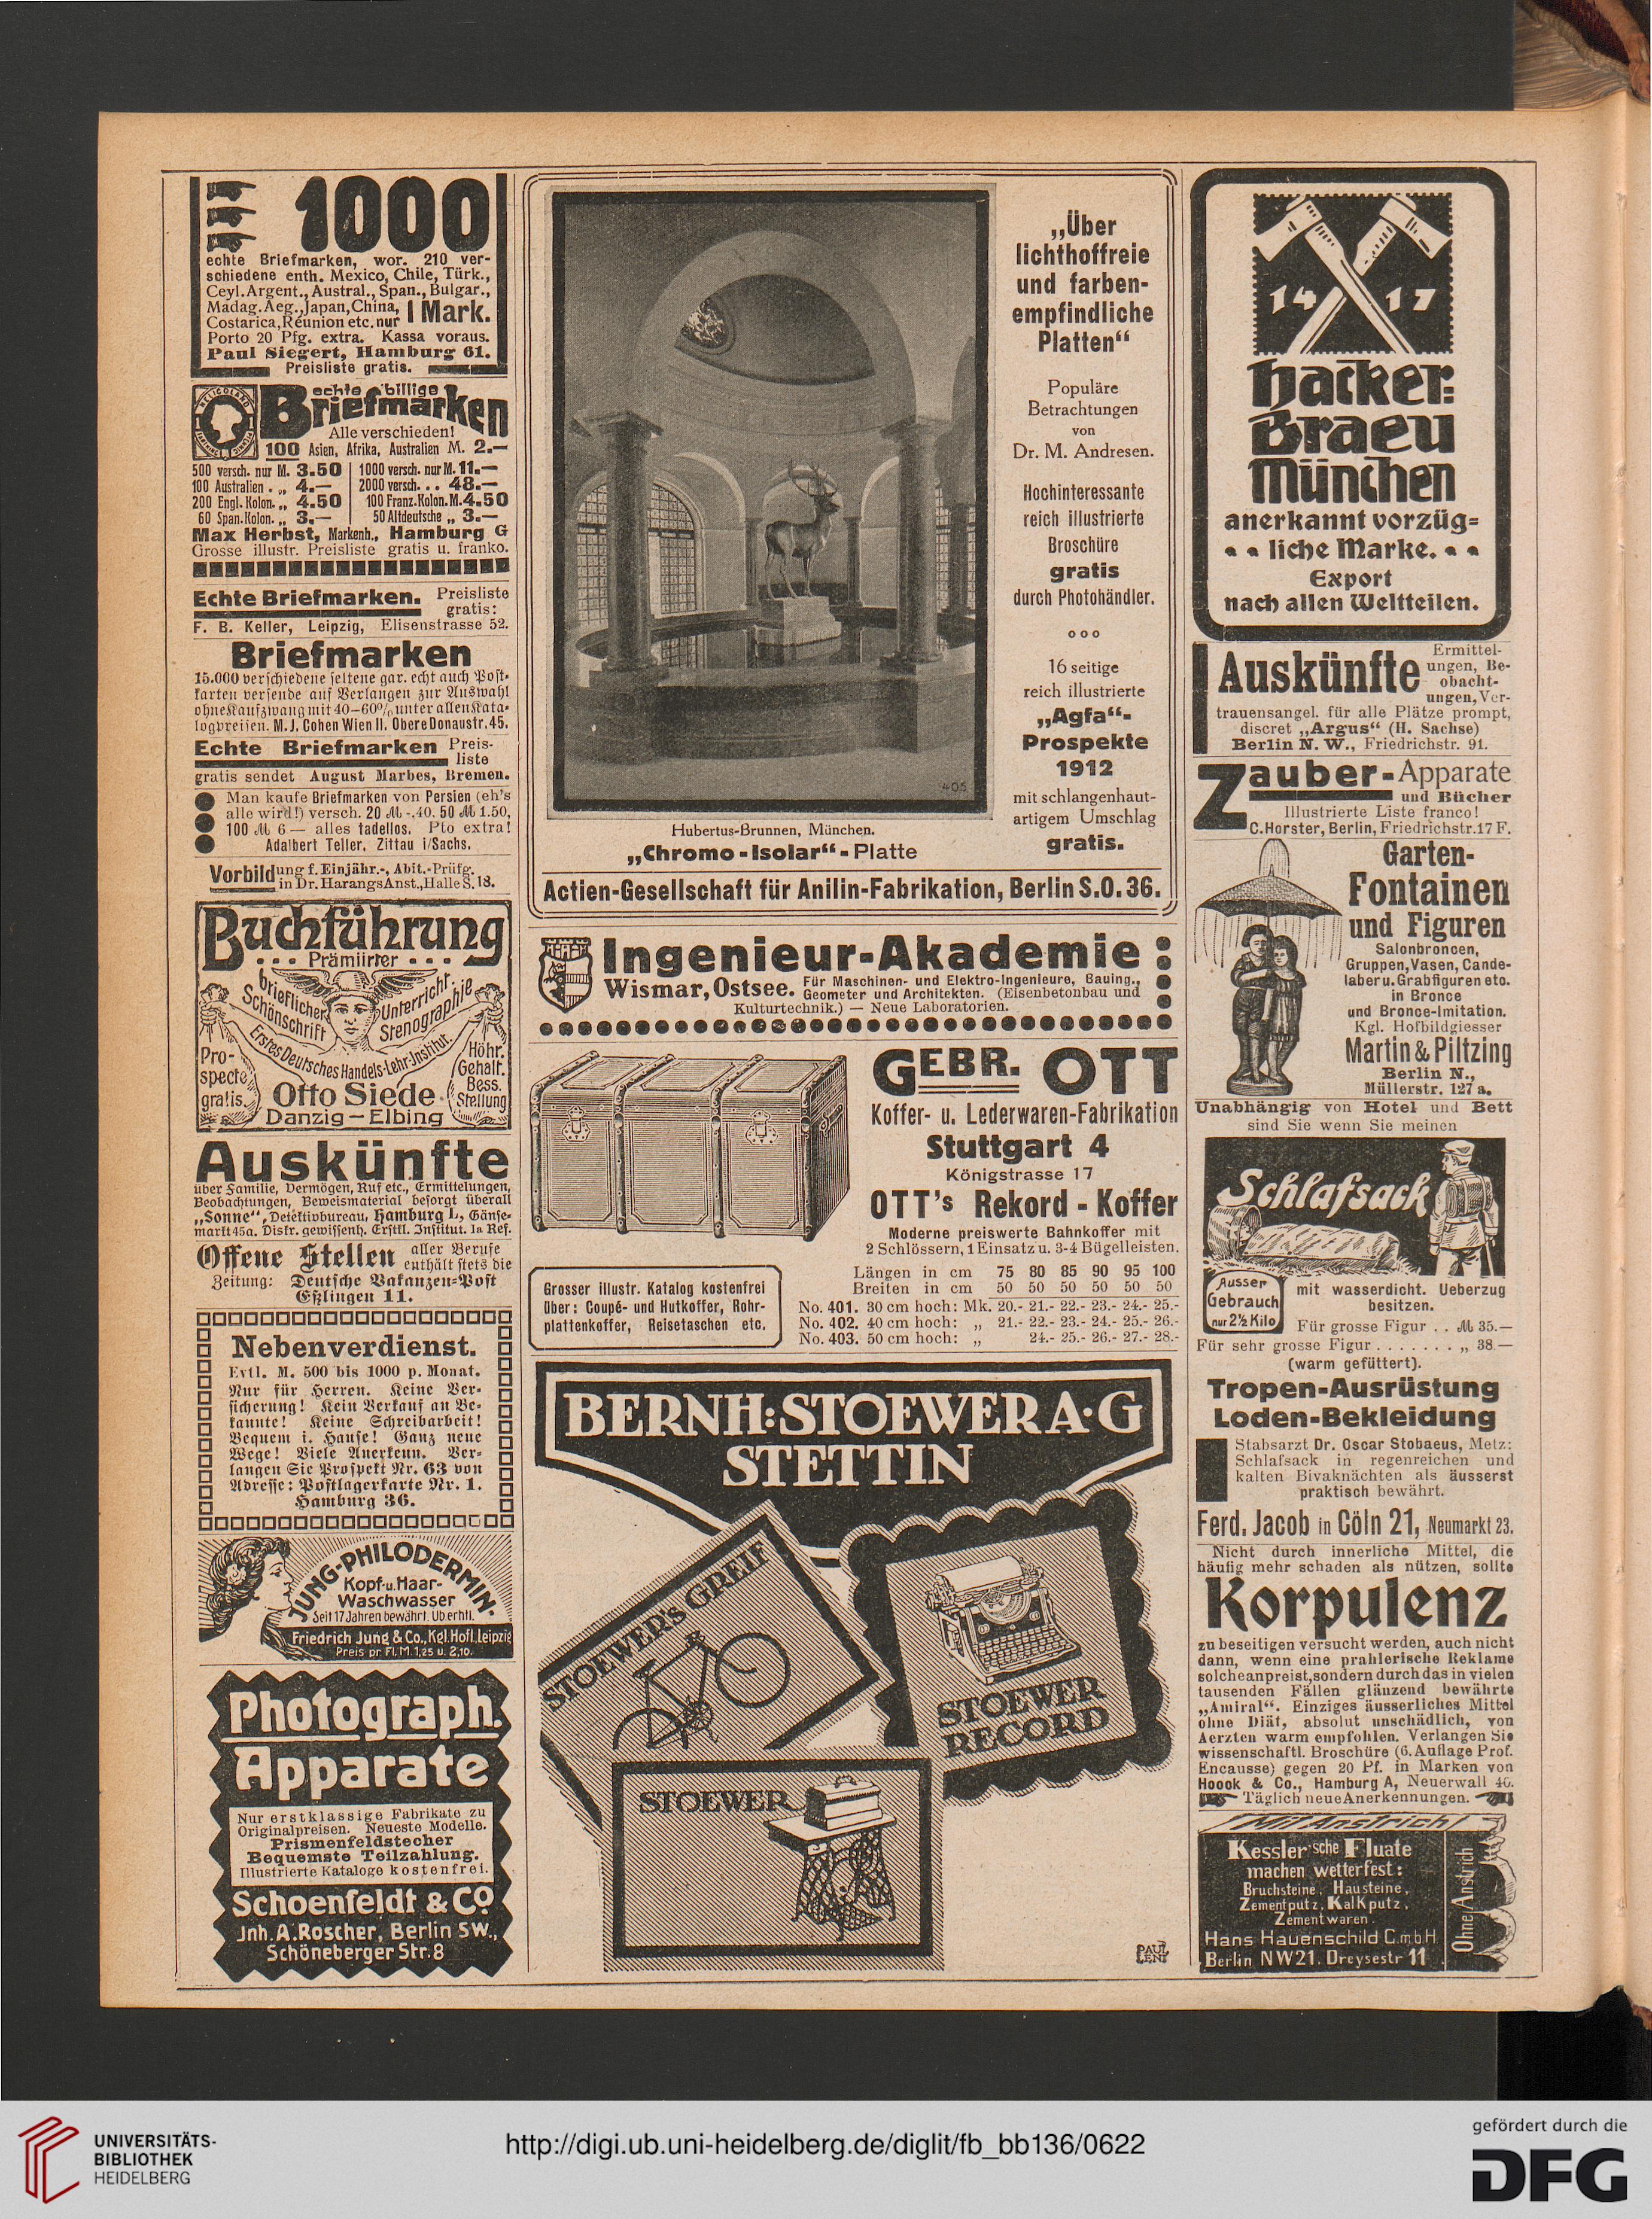 1000
echte Briefmarken, wor. 210 ver-
schiedene enth. Mexico, Chile, Türk.,
Ceyl. Argent., Austral., Span., Bulgar.,
Madag. Aeg., Japan, China,
Costarica, Réunion etc. nur 1 Mark.
Porto 20 Pfg. extra. Kassa voraus.
Paul Siegert, Hamburg 61.
Preisliste gratis.
HELIGOLAND
echte billige
Briefmarken
Alle verschieden!
100 Asien, Afrika, Australien M. 2.—
500 versch. nur M. 3.50 | 1000 versch. nur M. 11.—
100 Australien . „ 4.— | 2000 versch. . . 48.—
200 Engl. Kolon. „ 4.50 | 100 Franz. Kolon. M. 4.50
60 Span. Kolon. „ 3.— | 50 Altdeutsche „ 3.—
Max Herbst, Markenh., Hamburg G
Grosse illustr. Preisliste gratis u. franko.
Echte Briefmarken. Preisliste
gratis:
F. B. Keller, Leipzig, Elisenstrasse 52.
Briefmarken
15.000 verschiedene seltene gar. echt auch Post-
karten versende auf Verlangen zur Auswahl
ohne Kaufzwang mit 40–60% unter allen Kata-
logpreisen. M. J. Cohen Wien II. Obere Donaustr. 45.
Echte Briefmarken Preis-
liste
gratis sendet August Marbes, Bremen.
Man kaufe Briefmarken von Persien (eh's
alle wird!) versch. 20 M -.40. 50 M 1.50,
100 M 6 — alles tadellos. Pto extra!
Adalbert Teller, Zittau i/Sachs.
Vorbildung f. Einjähr.-, Abit.-Prüfg.
in Dr. Harangs Anst., Halle S. 18.
Buchführung
Prämiirter
brieflicher Unterricht.
Schönschrift
Stenographie
Erstes Deutsches Handels-Lehr-Institut.
Pro-
specte
gratis.
Höhr.
Gehalt.
Bess.
Stellung
Otto Siede
Danzig – Elbing
Auskünfte
über Familie, Vermögen, Ruf etc., Ermittelungen,
Beobachtungen, Beweismaterial besorgt überall
„Sonne“, Detektivbureau, Hamburg 1., Gänse-
markt 45a. Diskr. gewissenh. Erstkl. Institut. Ia Ref.
Offene Stellen aller Berufe
enthält stets die
Zeitung: Deutsche Vakanzen-Post
Eßlingen 11.
Nebenverdienst.
Evtl. M. 500 bis 1000 p. Monat.
Nur für Herren. Keine Ver-
sicherung! Kein Verkauf an Be-
kannte! Keine Schreibarbeit!
Bequem i. Hause! Ganz neue
Wege! Viele Anerkenn. Ver-
langen Sie Prospekt Nr. 63 von
Adresse: Postlagerkarte Nr. 1.
Hamburg 36.
JUNG-PHILODERMIN-
Kopf-u. Haar-
Waschwasser
Seit 17 Jahren bewährt. Üb erhtl.
Friedrich Jung & Co., Kgl. Hofl. Leipzig
Preis pr. Fl. M. 1,25 u. 2,10.
Photograph.
Apparate
Nur erstklassige Fabrikate zu
Originalpreisen. Neueste Modelle.
Prismenfeldstecher
Bequemste Teilzahlung.
Illustrierte Kataloge kostenfrei.
Schoenfeldt & Co
Jnh. A. Roscher, Berlin SW.,
Schöneberger Str. 8
405
Hubertus-Brunnen, München.
„Chromo-Isolar“-Platte
„Über
lichthoffreie
und farben-
empfindliche
Platten“
Populäre
Betrachtungen
von
Dr. M. Andresen.
Hochinteressante
reich illustrierte
Broschüre
gratis
durch Photohändler.
16 seitige
reich illustrierte
„Agfa“-
Prospekte
1912
mit schlangenhaut-
artigem Umschlag
gratis.
Actien-Gesellschaft für Anilin-Fabrikation, Berlin S.O. 36.
Ingenieur-Akademie
Wismar, Ostsee. Für Maschinen- und Elektro-Ingenieure, Bauing.,
Geometer und Architekten. (Eisenbetonbau und
Kulturtechnik.) — Neue Laboratorien.
GEBR. OTT
Koffer- u. Lederwaren-Fabrikation
Stuttgart 4
Königstrasse 17
OTT's Rekord - Koffer
Moderne preiswerte Bahnkoffer mit
2 Schlössern, 1 Einsatz u. 3-4 Bügelleisten.
Längen in cm 75 80 85 90 95 100
Breiten in cm 50 50 50 50 50 50
No. 401. 30 cm hoch: Mk. 20.- 21.- 22.- 23.- 24.- 25.-
No. 402. 40 cm hoch: „ 21.- 22.- 23.- 24.- 25.- 26.-
No. 403. 50 cm hoch: „ 24.- 25.- 26.- 27.- 28.-
Grosser illustr. Katalog kostenfrei
über: Coupé- und Hutkoffer, Rohr-
plattenkoffer, Reisetaschen etc.
BERNH: STOEWER A·G
STETTIN
STOEWER'S GREIF
STOEWER
RECORD
STOEWER
PAUL
LENI
14 17
Hacker-
Braeu
München
anerkannt vorzüg-
liche Marke.
Export
nach allen Weltteilen.
Auskünfte Ermittel-
ungen, Be-
obacht-
ungen, Ver-
trauensangel. für alle Plätze prompt,
discret „Argus“ (H. Sachse)
Berlin N. W., Friedrichstr. 91.
Zauber-Apparate
und Bücher
Illustrierte Liste franco!
C. Horster, Berlin, Friedrichstr. 17 F.
Garten-
Fontainen
und Figuren
Salonbroncen,
Gruppen, Vasen, Cande-
laber u. Grabfiguren etc.
in Bronce
und Bronce-Imitation.
Kgl. Hofbildgiesser
Martin & Piltzing
Berlin N.,
Müllerstr. 127 a.
Unabhängig von Hotel und Bett
sind Sie wenn Sie meinen
Schlafsack
Ausser
Gebrauch
nur 2½ Kilo
mit wasserdicht. Ueberzug
besitzen.
Für grosse Figur . . M 35.—
Für sehr grosse Figur . . . . . . . „ 38.—
(warm gefüttert).
Tropen-Ausrüstung
Loden-Bekleidung
Stabsarzt Dr. Oscar Stobaeus, Metz:
Schlafsack in regenreichen und
kalten Bivaknächten als äusserst
praktisch bewährt.
Ferd. Jacob in Cöln 21, Neumarkt 23.
Nicht durch innerliche Mittel, die
häufig mehr schaden als nützen, sollte
Korpulenz
zu beseitigen versucht werden, auch nicht
dann, wenn eine prahlerische Reklame
solche anpreist, sondern durch das in vielen
tausenden Fällen glänzend bewährte
„Amiral“. Einziges äusserliches Mittel
ohne Diät, absolut unschädlich, von
Aerzten warm empfohlen. Verlangen Sie
wissenschaftl. Broschüre (6. Auflage Prof.
Encausse) gegen 20 Pf. in Marken von
Hoock & Co., Hamburg A, Neuerwall 40.
Täglich neue Anerkennungen.
Mit Anstrich!
Kessler'sche Fluate
machen wetterfest:
Bruchsteine, Hausteine,
Zementputz, Kalkputz,
Zementwaren.
Hans Hauenschild G.m.b.H
Berlin NW21. Dreysestr 11
Ohne Anstrich
UNIVERSITÄTS-
BIBLIOTHEK
HEIDELBERG
http://digi.ub.uni-heidelberg.de/diglit/fb_bb136/0622
gefördert durch die
DFG